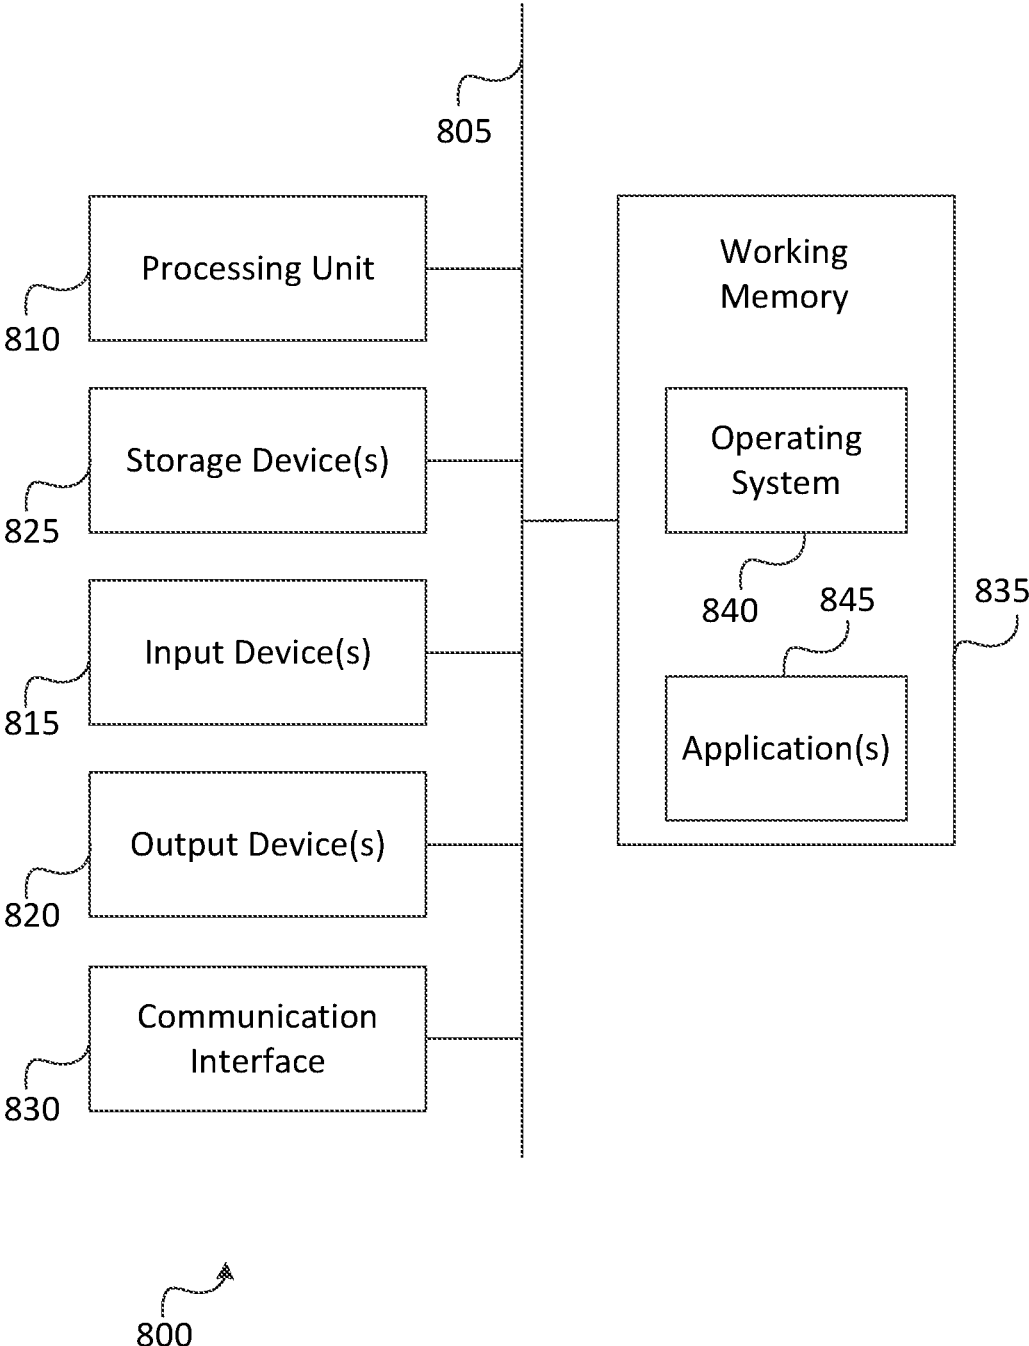 805
Processing Unit
810
Storage Device(s)
825
Input Device(s)
815
Output Device(s)
820
Communication
Interface
830
Working
Memory
Operating
System
840
845
835
Application(s)
800